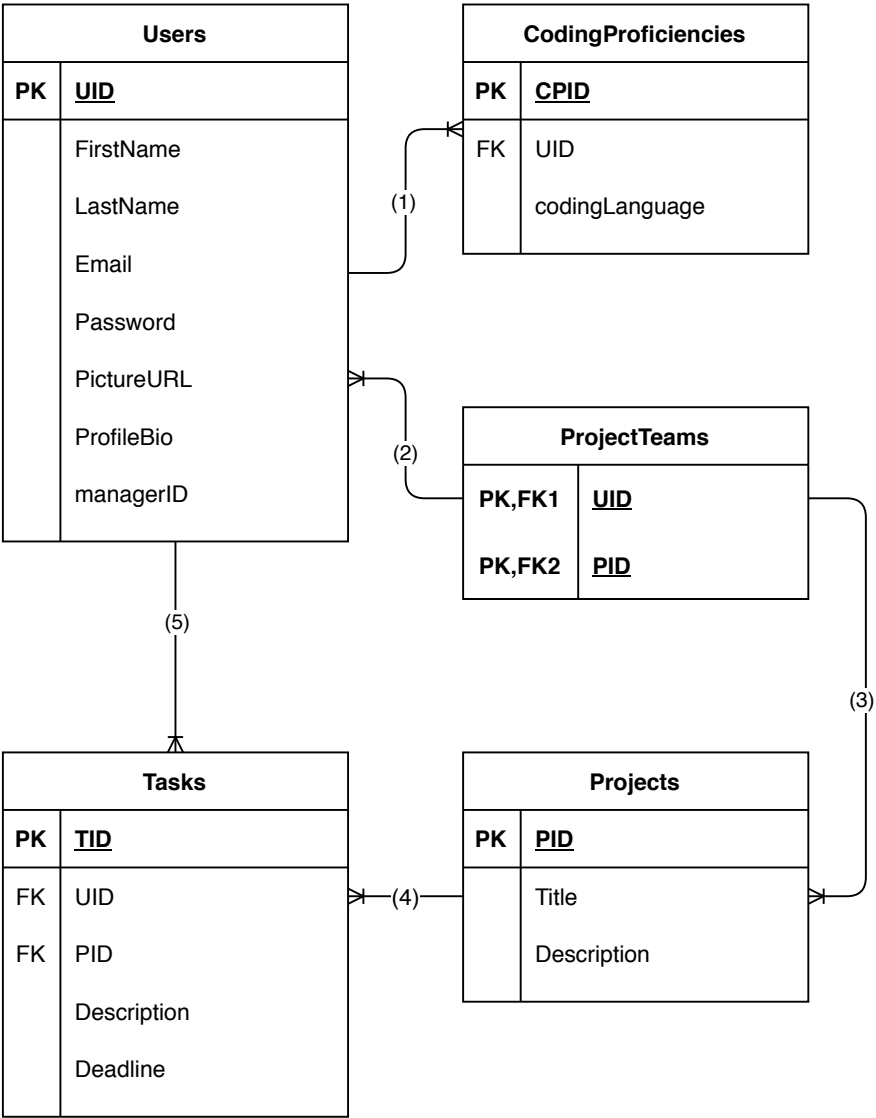 Users
PK UID
FirstName
LastName
Email
Password
PictureURL
ProfileBio
managerID
CodingProficiencies
PK CPID
FK UID
codingLanguage
(1)
(2)
ProjectTeams
PK,FK1 UID
PK,FK2 PID
(5)
(3)
Tasks
PK TID
FK UID
FK PID
Description
Deadline
(4)
Projects
PK PID
Title
Description